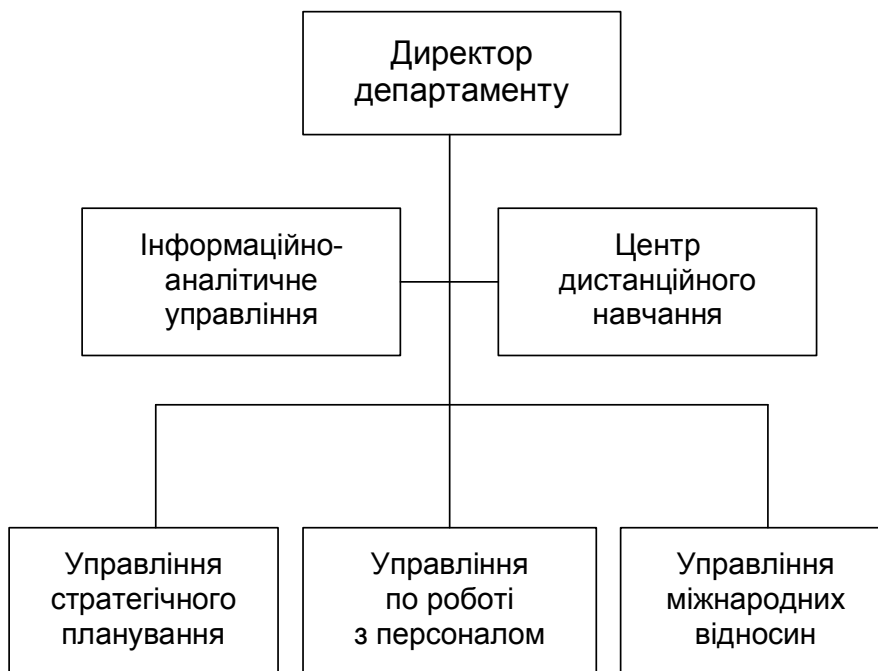 Директор
департаменту
Інформаційно-
аналітичне
управління
Центр
дистанційного
навчання
Управління
стратегічного
планування
Управління
по роботі
з персоналом
Управління
міжнародних
відносин